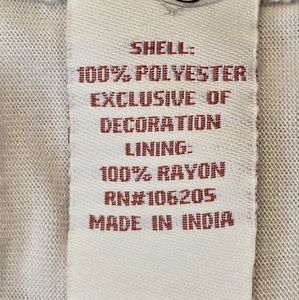 SHELL:
100% POLYESTER
EXCLUSIVE OF
DECORATION
LINING:
100% RAYON
RN#106205
MADE IN INDIA